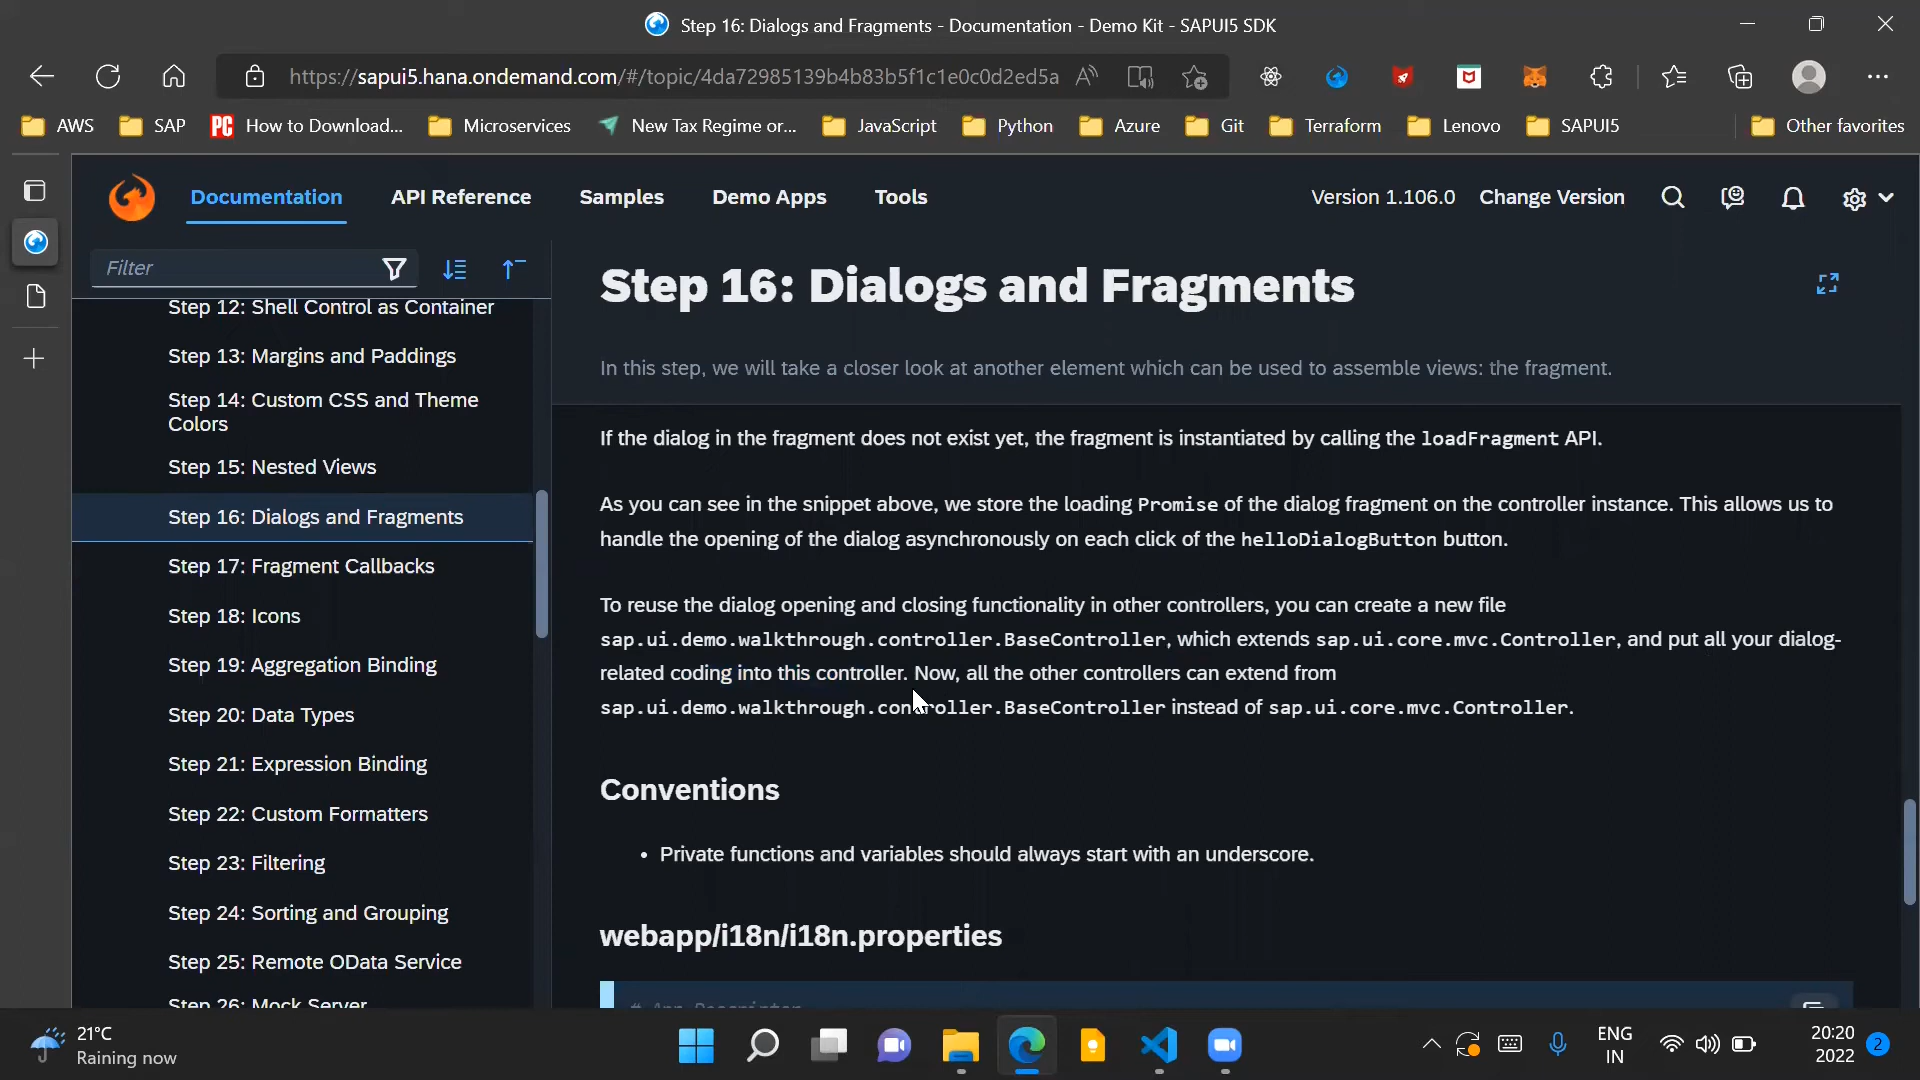 Step 16: Dialogs and Fragments - Documentation - Demo Kit - SAPUI5 SDK
https://sapui5.hana.ondemand.com/#/topic/4da72985139b4b83b5f1c1e0c0d2ed5a
AWS SAP PC How to Download... Microservices New Tax Regime or... JavaScript Python Azure Git Terraform Lenovo SAPUI5 Other favorites
Documentation API Reference Samples Demo Apps Tools Version 1.106.0 Change Version
Filter
Step 12: Shell Control as Container
Step 13: Margins and Paddings
Step 14: Custom CSS and Theme
Colors
Step 15: Nested Views
Step 16: Dialogs and Fragments
Step 17: Fragment Callbacks
Step 18: Icons
Step 19: Aggregation Binding
Step 20: Data Types
Step 21: Expression Binding
Step 22: Custom Formatters
Step 23: Filtering
Step 24: Sorting and Grouping
Step 25: Remote OData Service
Step 26: Mock Server
Step 16: Dialogs and Fragments
In this step, we will take a closer look at another element which can be used to assemble views: the fragment.
If the dialog in the fragment does not exist yet, the fragment is instantiated by calling the loadFragment API.
As you can see in the snippet above, we store the loading Promise of the dialog fragment on the controller instance. This allows us to
handle the opening of the dialog asynchronously on each click of the helloDialogButton button.
To reuse the dialog opening and closing functionality in other controllers, you can create a new file
sap.ui.demo.walkthrough.controller.BaseController, which extends sap.ui.core.mvc.Controller, and put all your dialog-
related coding into this controller. Now, all the other controllers can extend from
sap.ui.demo.walkthrough.controller.BaseController instead of sap.ui.core.mvc.Controller.
Conventions
• Private functions and variables should always start with an underscore.
webapp/i18n/i18n.properties
# App Descriptor
21°C
Raining now
ENG
IN
20:20
2022
2